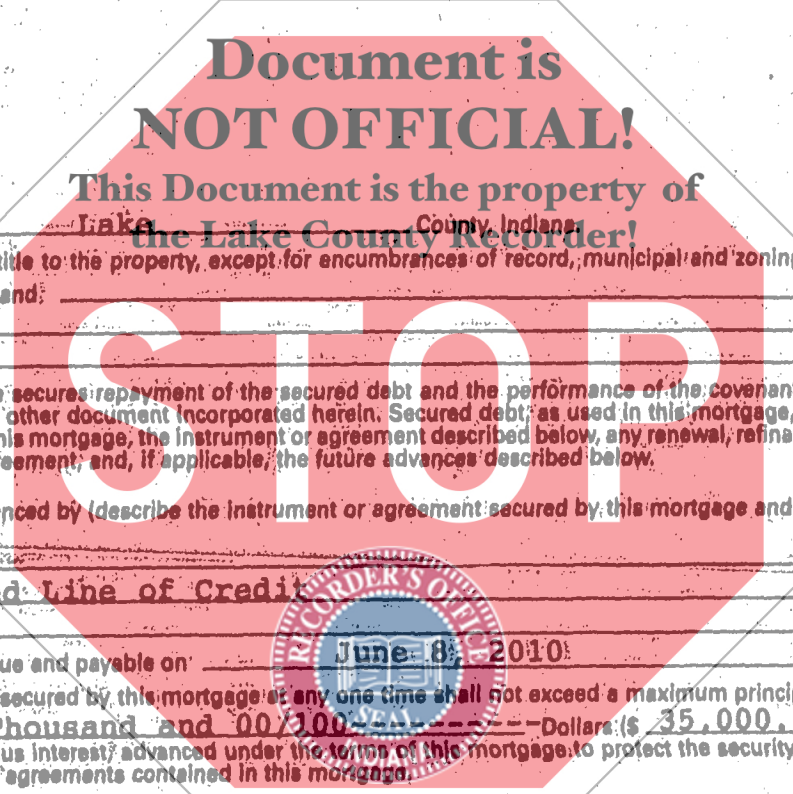 Document is
NOT OFFICIAL!
This Document is the property of
the Lake County Recorder!
Lake County, Indiana.
title to the property, except for encumbrances of record, municipal and zoning
and;
STOP
secures repayment of the secured debt and the performance of the covenan
other document incorporated herein. Secured debt, as used in this mortgage,
his mortgage, the instrument or agreement described below, any renewal, refina
eement, and, if applicable, the future advances described below.
nced by (describe the instrument or agreement secured by this mortgage and
d Line of Credit
RECORDER'S OFFICE
SEAL
INDIANA
ue and payable on June 8, 2010
secured by this mortgage at any one time shall not exceed a maximum princi
Thousand and 00/100----------Dollars ($ 35,000.
us interest, advanced under the terms of this mortgage to protect the security
agreements contained in this mortgage.